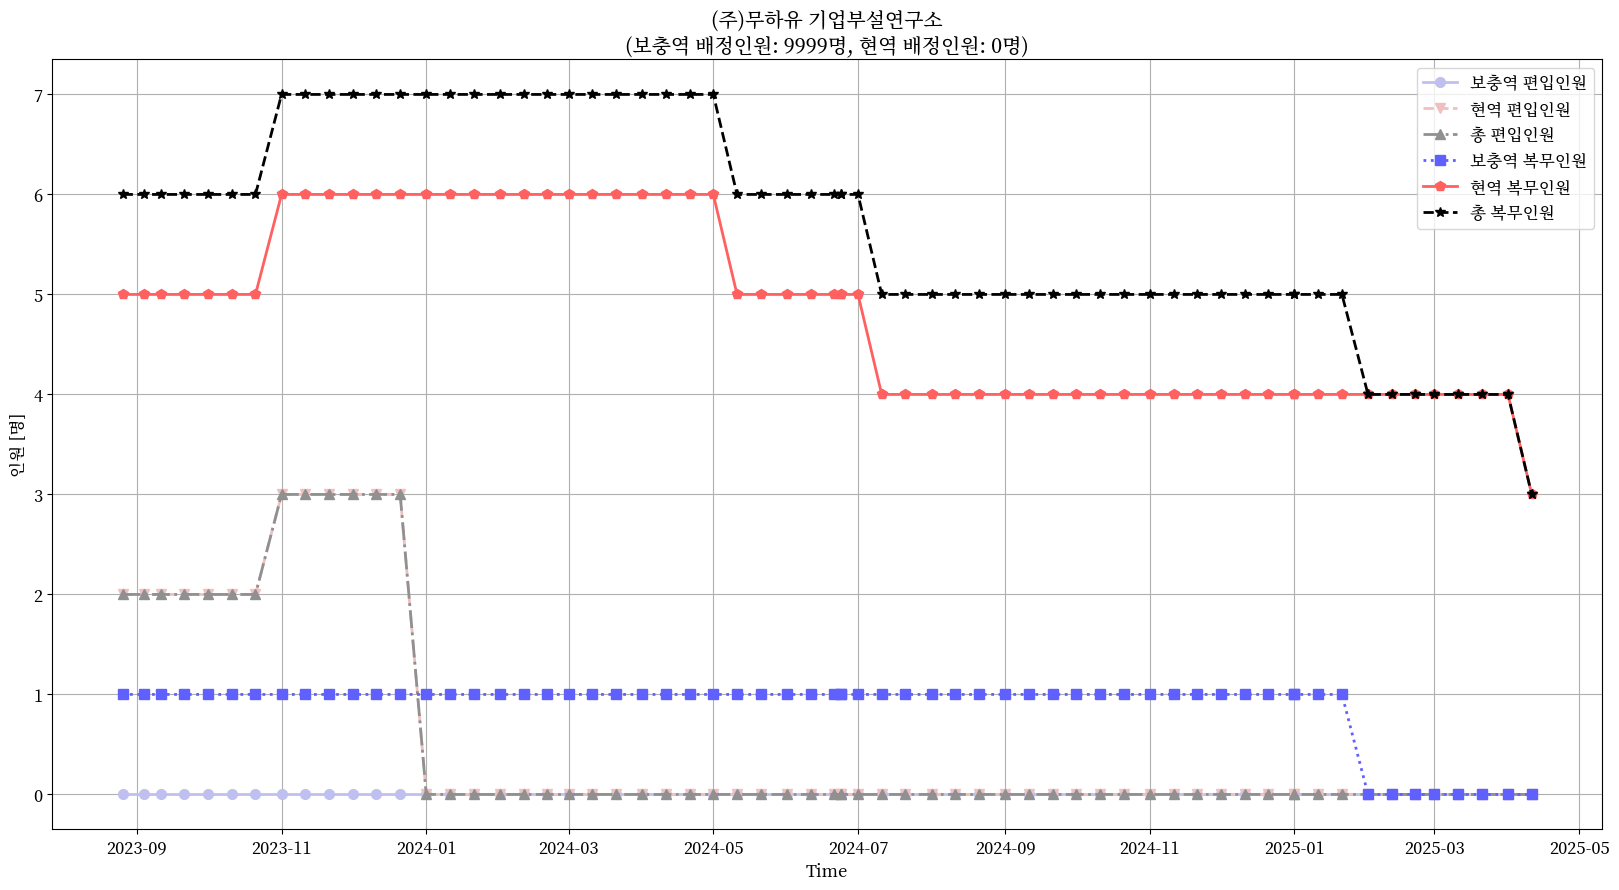 (주)무하유 기업부설연구소
(보충역 배정인원: 9999명, 현역 배정인원: 0명)
보충역 편입인원
현역 편입인원
총 편입인원
보충역 복무인원
현역 복무인원
총 복무인원
인원 [명]
7
6
5
4
3
2
1
0
2023-09
2023-11
2024-01
2024-03
2024-05
2024-07
2024-09
2024-11
2025-01
2025-03
2025-05
Time